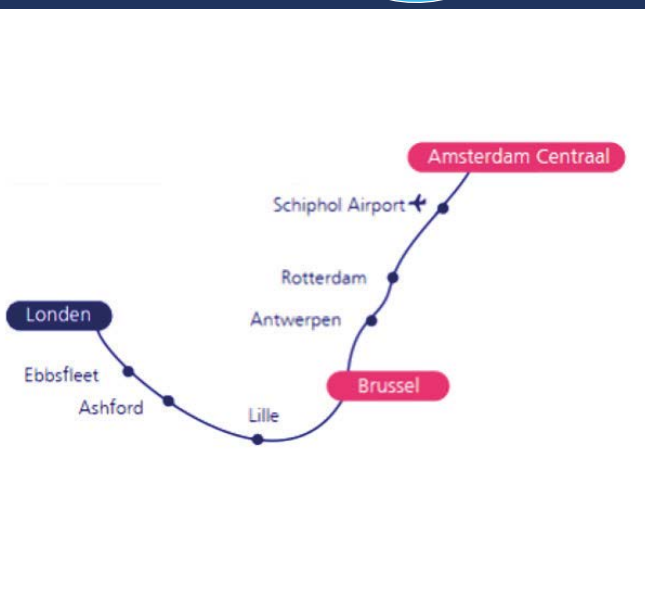 Amsterdam Centraal
Schiphol Airport
Rotterdam
Londen
Antwerpen
Ebbsfleet
Brussel
Ashford
Lille